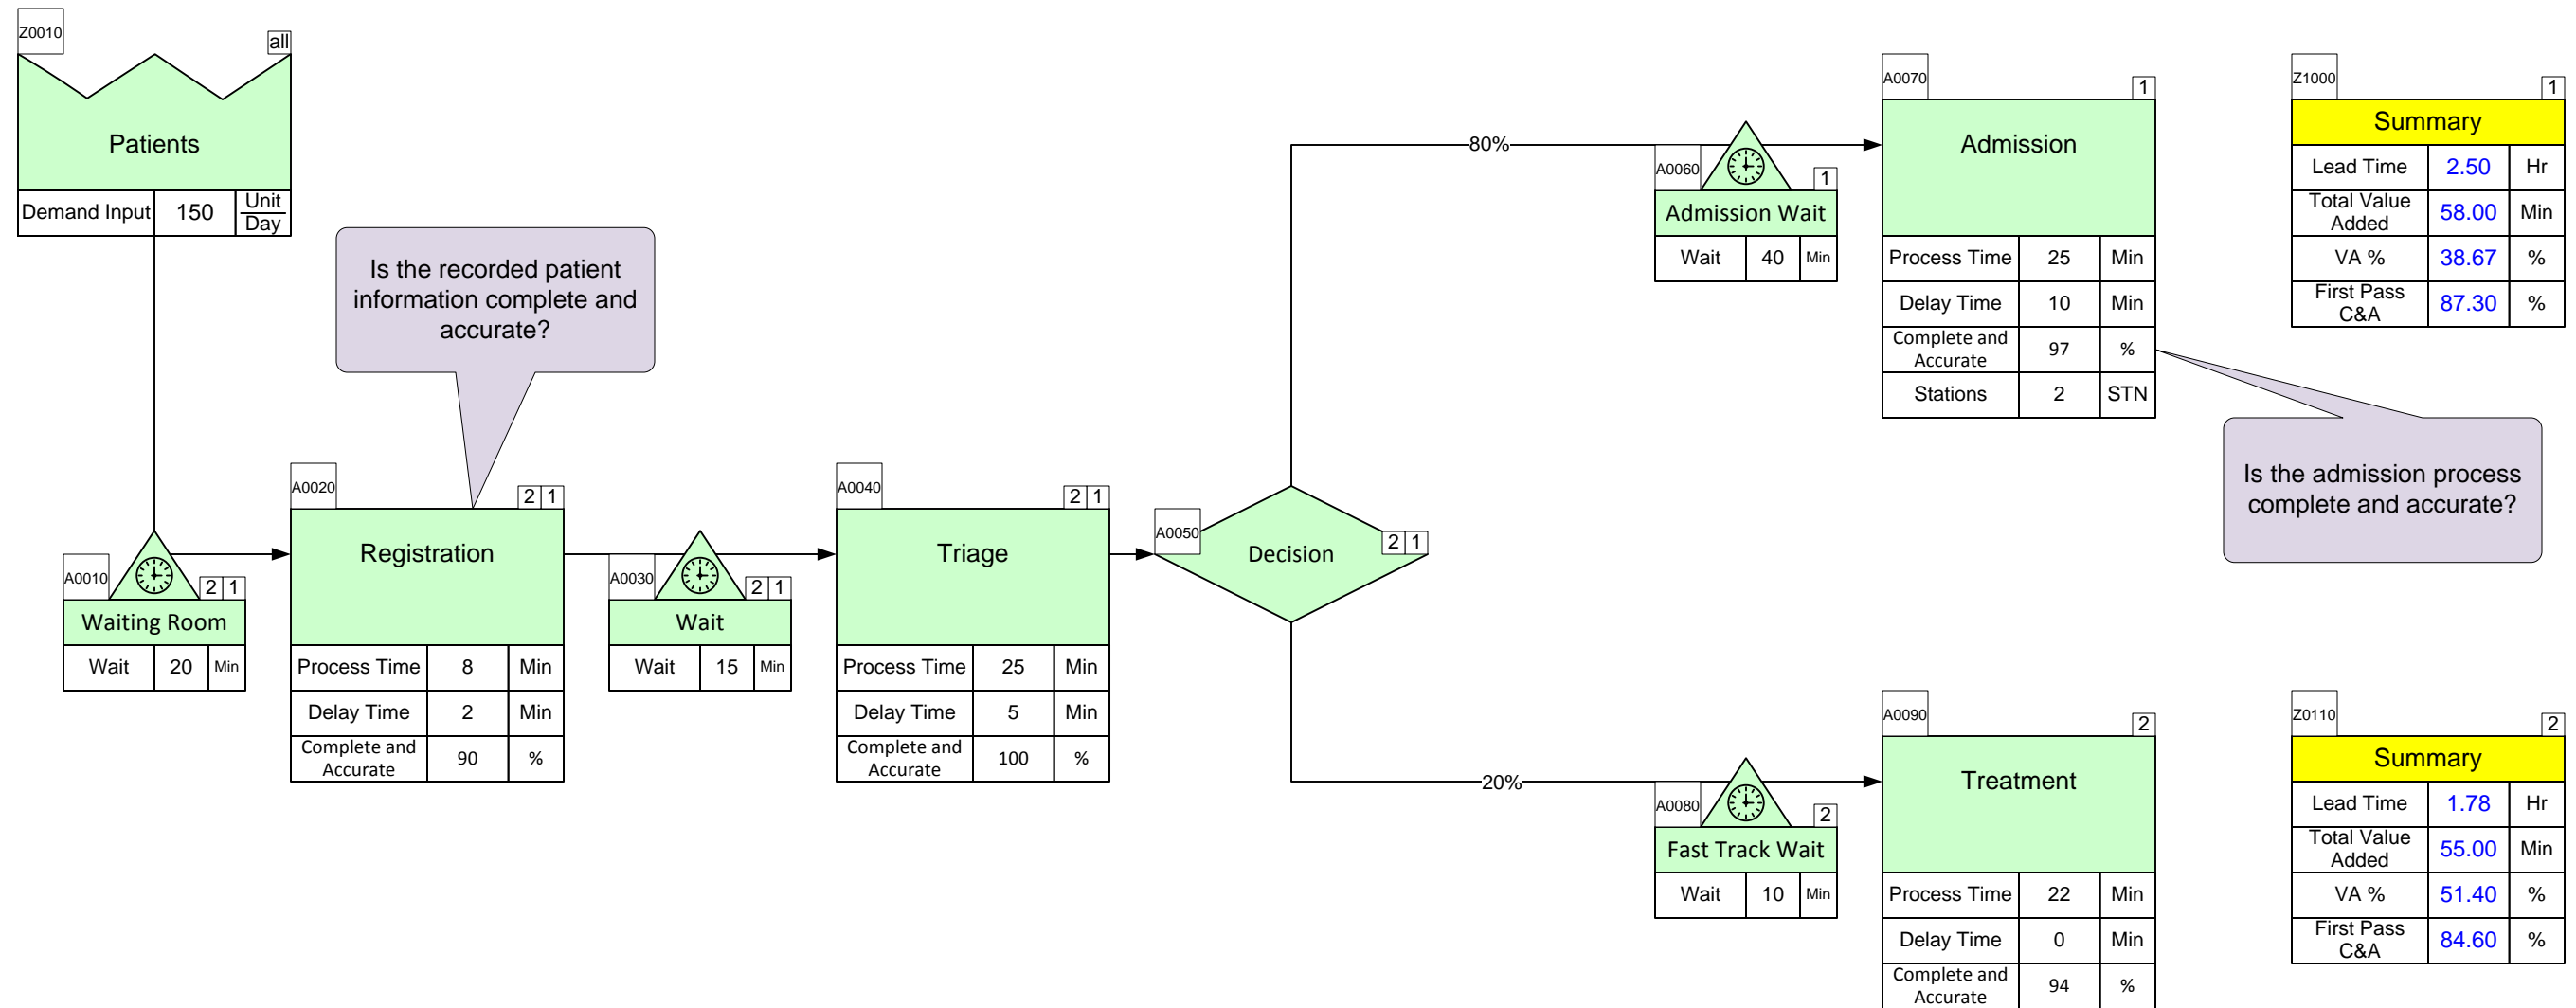 Z0010
all
Patients
Demand Input 150 Unit
Day
Is the recorded patient
information complete and
accurate?
A0010
2 1
Waiting Room
Wait 20 Min
A0020
2 1
Registration
Process Time 8 Min
Delay Time 2 Min
Complete and
Accurate
90 %
A0030
2 1
Wait
Wait 15 Min
A0040
2 1
Triage
Process Time 25 Min
Delay Time 5 Min
Complete and
Accurate
100 %
A0050
Decision
2 1
80%
A0060
1
Admission Wait
Wait 40 Min
A0070
1
Admission
Process Time 25 Min
Delay Time 10 Min
Complete and
Accurate
97 %
Stations 2 STN
Is the admission process
complete and accurate?
Z1000
1
Summary
Lead Time 2.50 Hr
Total Value
Added
58.00 Min
VA % 38.67 %
First Pass
C&A
87.30 %
20%
A0080
2
Fast Track Wait
Wait 10 Min
A0090
2
Treatment
Process Time 22 Min
Delay Time 0 Min
Complete and
Accurate
94 %
Z0110
2
Summary
Lead Time 1.78 Hr
Total Value
Added
55.00 Min
VA % 51.40 %
First Pass
C&A
84.60 %